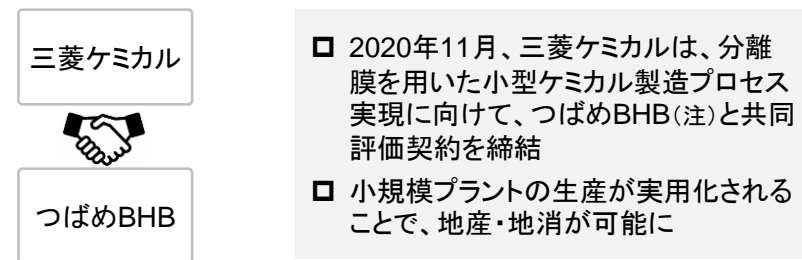 三菱ケミカル
つばめBHB
2020年11月、三菱ケミカルは、分離
膜を用いた小型ケミカル製造プロセス
実現に向けて、つばめBHB(注)と共同
評価契約を締結
小規模プラントの生産が実用化される
ことで、地産・地消が可能に